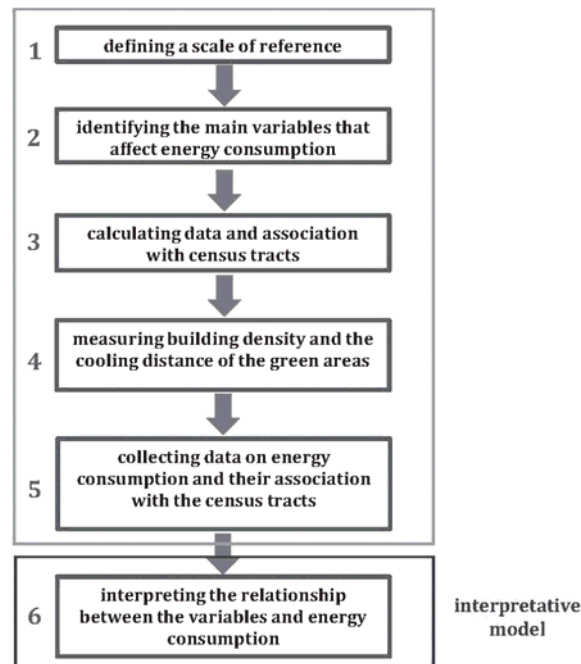 1
defining a scale of reference
2
identifying the main variables that
affect energy consumption
3
calculating data and association
with census tracts
4
measuring building density and the
cooling distance of the green areas
5
collecting data on energy
consumption and their association
with the census tracts
6
interpreting the relationship
between the variables and energy
consumption
interpretative
model